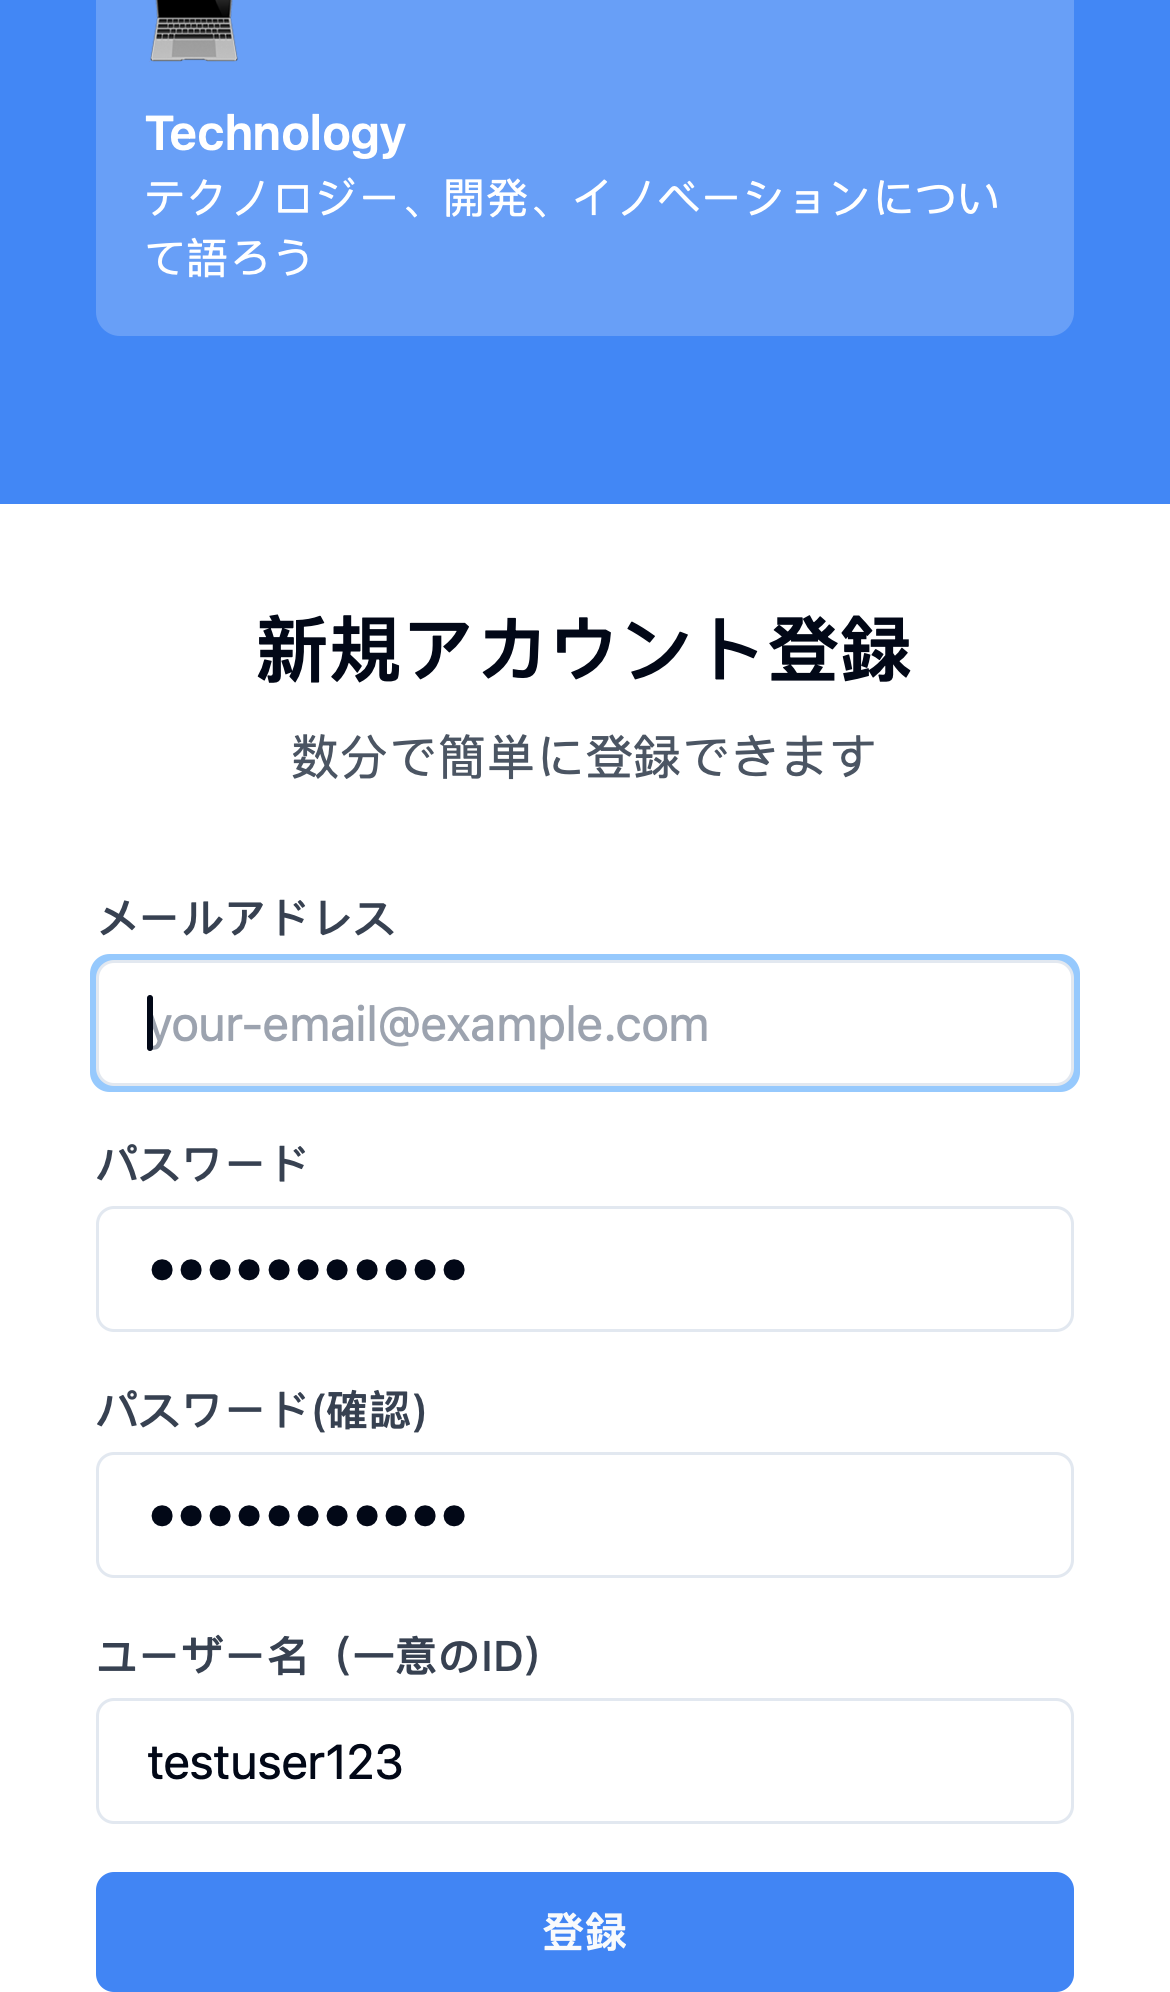 Technology
テクノロジー、開発、イノベーションについ
て語ろう
新規アカウント登録
数分で簡単に登録できます
メールアドレス
your-email@example.com
パスワード
●●●●●●●●●●●
パスワード(確認)
●●●●●●●●●●●
ユーザー名（一意のID）
testuser123
登録